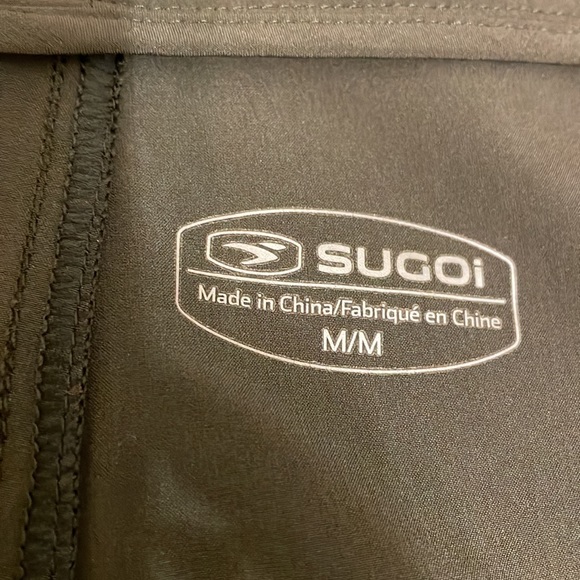 SUGOi
Made in China/Fabriqué en Chine
M/M